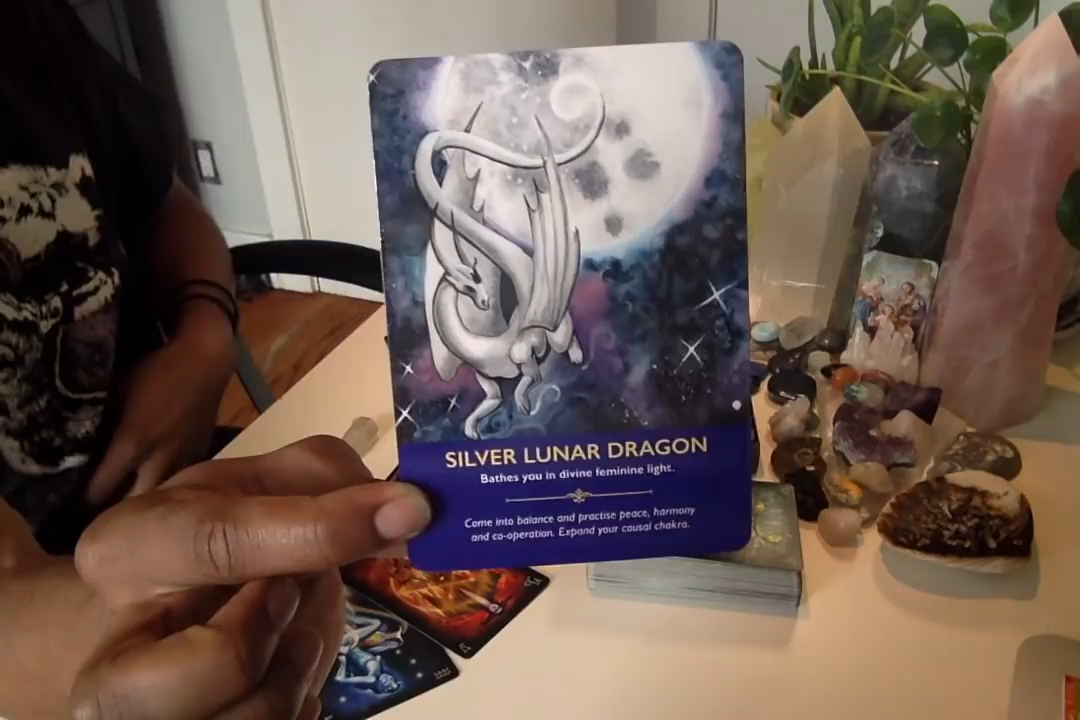 SILVER LUNAR DRAGON
Bathes you in divine feminine light.
Come into balance and practise peace, harmony
and co-operation. Expand your causal chakra.